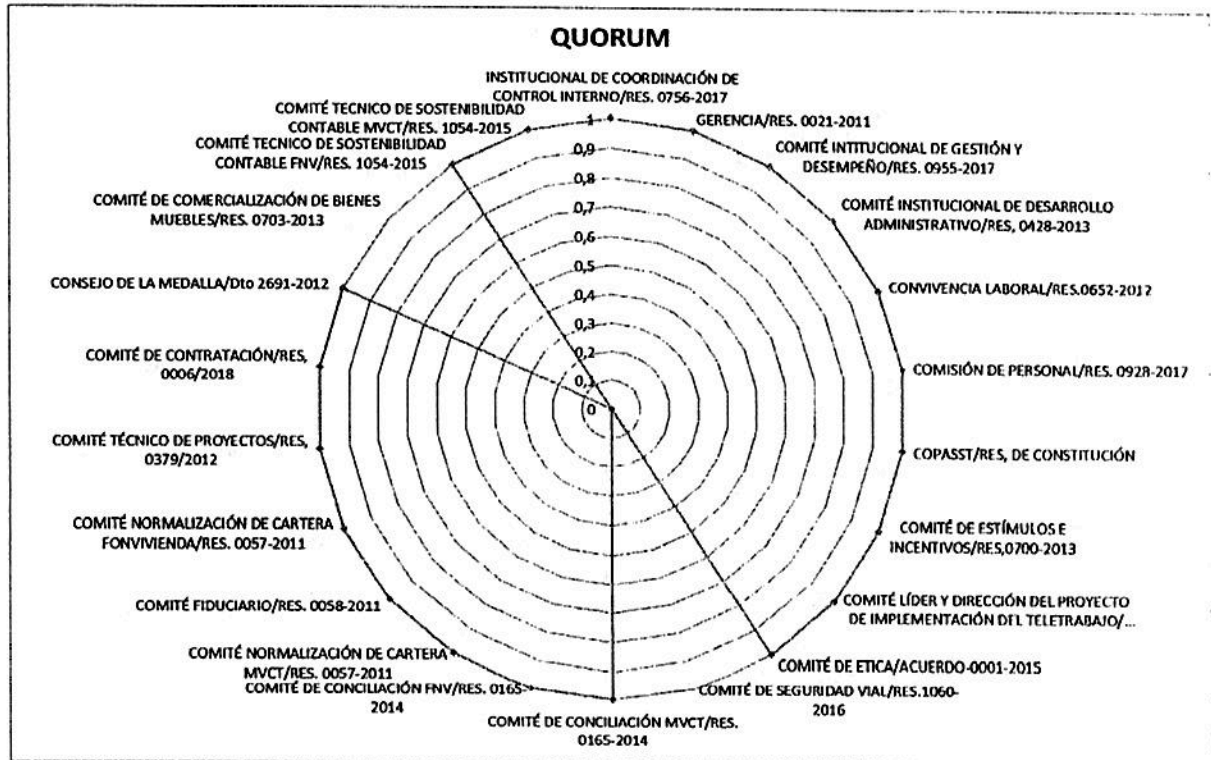 QUORUM
INSTITUCIONAL DE COORDINACIÓN DE
CONTROL INTERNO/RES. 0756-2017
GERENCIA/RES. 0021-2011
COMITÉ INTITUCIONAL DE GESTIÓN Y
DESEMPEÑO/RES. 0955-2017
COMITÉ INSTITUCIONAL DE DESARROLLO
ADMINISTRATIVO/RES, 0428-2013
CONVIVENCIA LABORAL/RES.0652-2012
COMISIÓN DE PERSONAL/RES. 0928-2017
COPASST/RES, DE CONSTITUCIÓN
COMITÉ DE ESTÍMULOS E
INCENTIVOS/RES,0700-2013
COMITÉ LÍDER Y DIRECCIÓN DEL PROYECTO
DE IMPLEMENTACIÓN DEL TELETRABAJO/...
COMITÉ DE ETICA/ACUERDO-0001-2015
COMITÉ DE SEGURIDAD VIAL/RES.1060-
2016
COMITÉ DE CONCILIACIÓN MVCT/RES.
0165-2014
COMITÉ DE CONCILIACIÓN FNV/RES. 0165-
2014
COMITÉ NORMALIZACIÓN DE CARTERA
MVCT/RES. 0057-2011
COMITÉ FIDUCIARIO/RES. 0058-2011
COMITÉ NORMALIZACIÓN DE CARTERA
FONVIVIENDA/RES. 0057-2011
COMITÉ TÉCNICO DE PROYECTOS/RES,
0379/2012
COMITÉ DE CONTRATACIÓN/RES,
0006/2018
CONSEJO DE LA MEDALLA/Dto 2691-2012
COMITÉ DE COMERCIALIZACIÓN DE BIENES
MUEBLES/RES. 0703-2013
COMITÉ TECNICO DE SOSTENIBILIDAD
CONTABLE FNV/RES. 1054-2015
COMITÉ TECNICO DE SOSTENIBILIDAD
CONTABLE MVCT/RES. 1054-2015
1
0,9
0,8
0,7
0,6
0,5
0,4
0,3
0,2
0,1
0